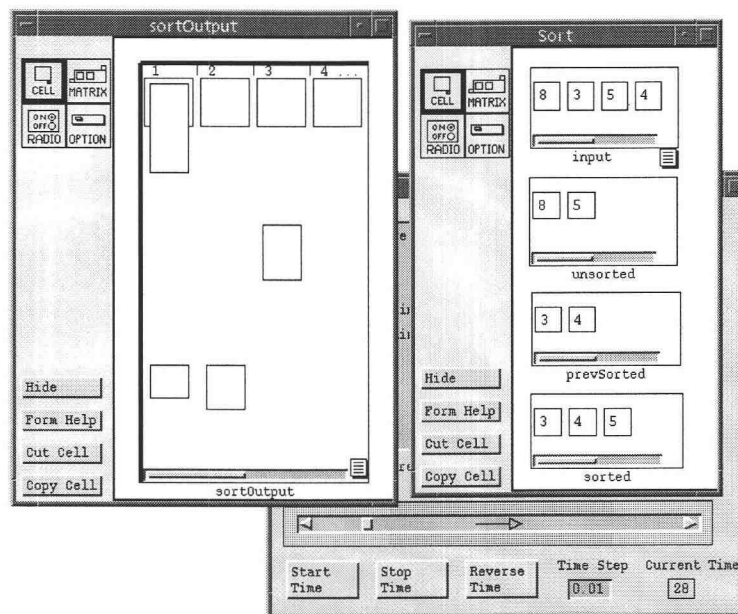 sortOutput
CELL
MATRIX
ON
OFF
RADIO
OPTION
1 2 3 4 ...
Hide
Form Help
Cut Cell
Copy Cell
sortOutput
Sort
CELL
MATRIX
ON
OFF
RADIO
OPTION
8 3 5 4
input
8 5
unsorted
3 4
prevSorted
3 4 5
sorted
Hide
Form Help
Cut Cell
Copy Cell
Start
Time
Stop
Time
Reverse
Time
Time Step
0.01
Current Time
28